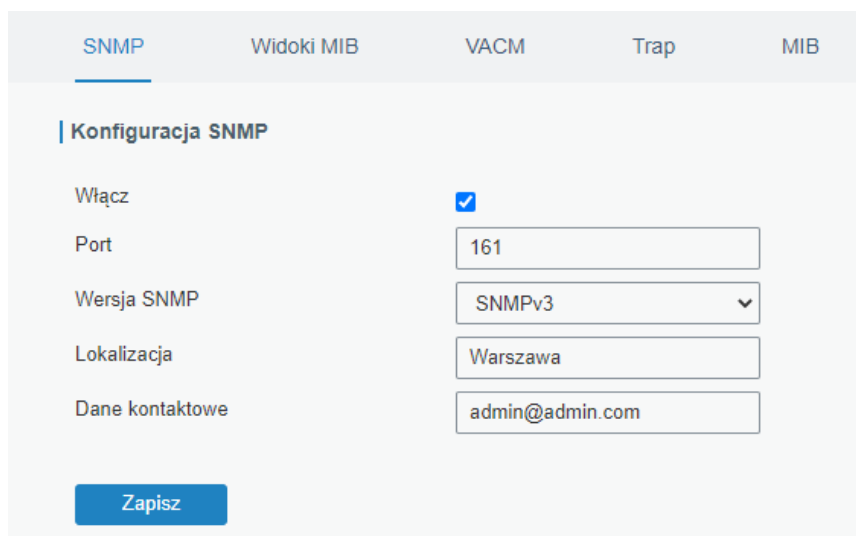 SNMP Widoki MIB VACM Trap MIB
Konfiguracja SNMP
Włącz
Port 161
Wersja SNMP SNMPv3
Lokalizacja Warszawa
Dane kontaktowe admin@admin.com
Zapisz